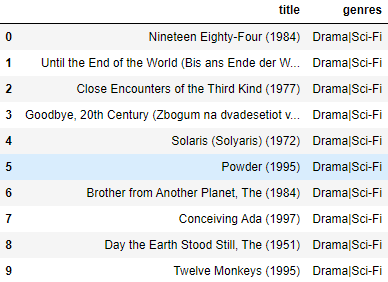 title genres
0 Nineteen Eighty-Four (1984) Drama|Sci-Fi
1 Until the End of the World (Bis ans Ende der W... Drama|Sci-Fi
2 Close Encounters of the Third Kind (1977) Drama|Sci-Fi
3 Goodbye, 20th Century (Zbogum na dvadesetiot v... Drama|Sci-Fi
4 Solaris (Solyaris) (1972) Drama|Sci-Fi
5 Powder (1995) Drama|Sci-Fi
6 Brother from Another Planet, The (1984) Drama|Sci-Fi
7 Conceiving Ada (1997) Drama|Sci-Fi
8 Day the Earth Stood Still, The (1951) Drama|Sci-Fi
9 Twelve Monkeys (1995) Drama|Sci-Fi